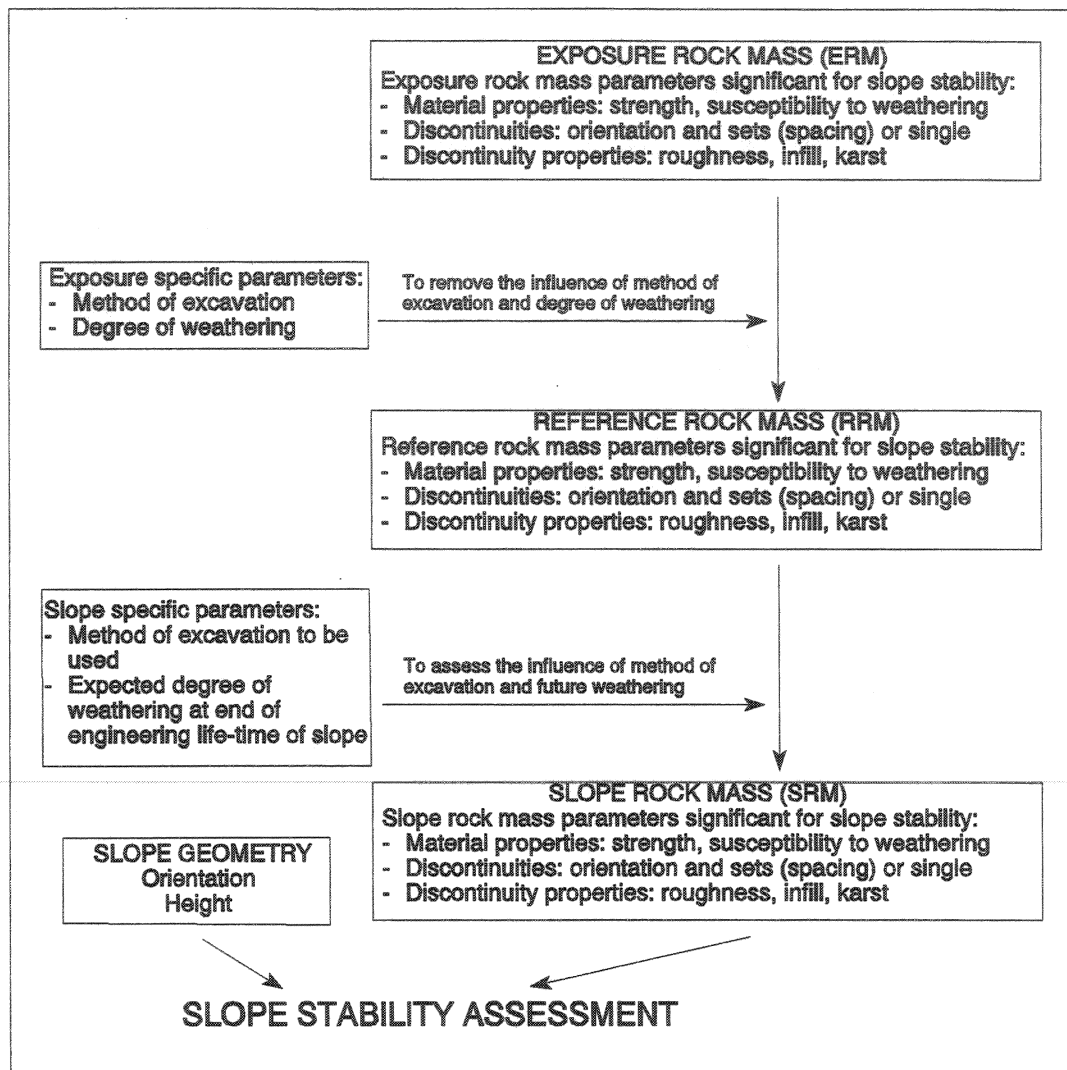 EXPOSURE ROCK MASS (ERM)
Exposure rock mass parameters significant for slope stability:
- Material properties: strength, susceptibility to weathering
- Discontinuities: orientation and sets (spacing) or single
- Discontinuity properties: roughness, infill, karst
Exposure specific parameters:
- Method of excavation
- Degree of weathering
To remove the influence of method of
excavation and degree of weathering
REFERENCE ROCK MASS (RRM)
Reference rock mass parameters significant for slope stability:
- Material properties: strength, susceptibility to weathering
- Discontinuities: orientation and sets (spacing) or single
- Discontinuity properties: roughness, infill, karst
Slope specific parameters:
- Method of excavation to be
used
- Expected degree of
weathering at end of
engineering life-time of slope
To assess the influence of method of
excavation and future weathering
SLOPE ROCK MASS (SRM)
Slope rock mass parameters significant for slope stability:
- Material properties: strength, susceptibility to weathering
- Discontinuities: orientation and sets (spacing) or single
- Discontinuity properties: roughness, infill, karst
SLOPE GEOMETRY
Orientation
Height
SLOPE STABILITY ASSESSMENT